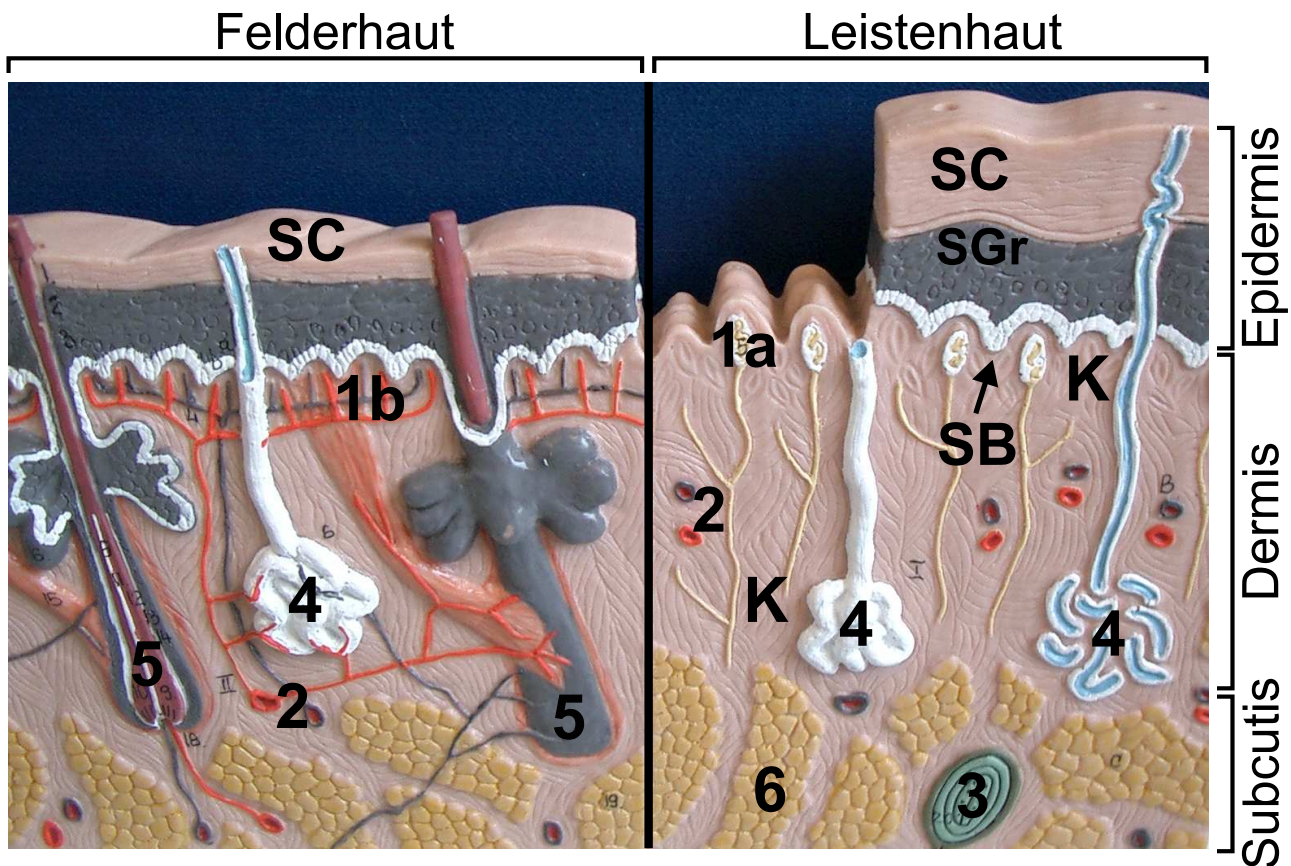 Felderhaut
Leistenhaut
SC
SC
SGr
Epidermis
1a
1b
K
SB
Dermis
2
K
4
4
4
5
2
5
6
3
Subcutis